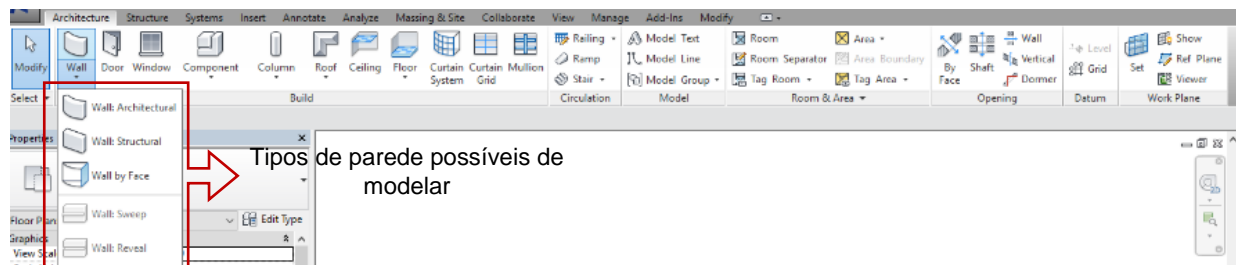 Architecture Structure Systems Insert Annotate Analyze Massing & Site Collaborate View Manage Add-Ins Modify
Modify Wall Door Window Component Column Roof Ceiling Floor Curtain System Curtain Grid Mullion
Railing Ramp Stair
Model Text Model Line Model Group
Room Room Separator Tag Room
Area Area Boundary Tag Area
By Face Shaft Wall Vertical Dormer
Level Grid
Set Show Ref Plane Viewer
Select Build Circulation Model Room & Area Opening Datum Work Plane
Wall: Architectural
Wall: Structural
Wall by Face
Wall: Sweep
Wall: Reveal
Properties
Floor Plan
Edit Type
Graphics
View Scal
Tipos de parede possíveis de
modelar